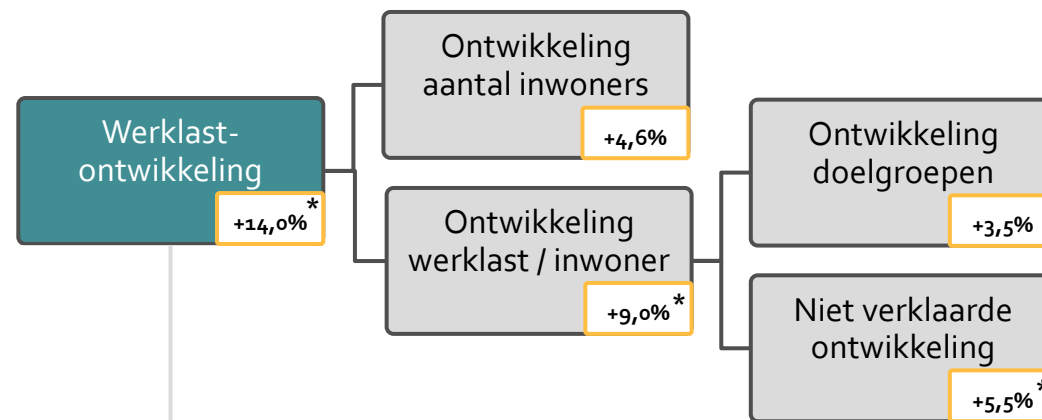 Werklast-
ontwikkeling
+14,0%*
Ontwikkeling
aantal inwoners
+4,6%
Ontwikkeling
werklast / inwoner
+9,0%*
Ontwikkeling
doelgroepen
+3,5%
Niet verklaarde
ontwikkeling
+5,5%*